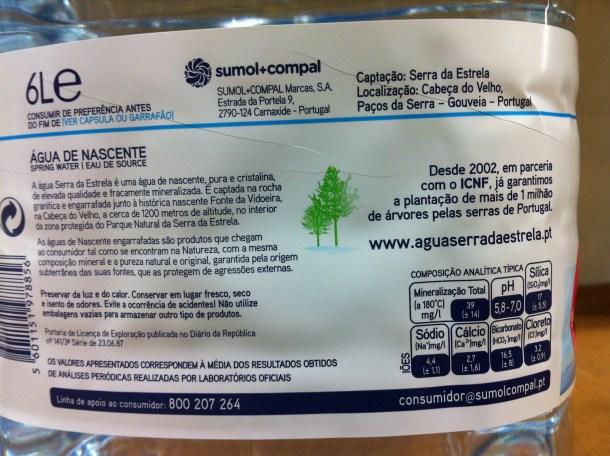 6Le
CONSUMIR DE PREFERÊNCIA ANTES
DO FIM DE (VER CÁPSULA OU GARRAFÃO)
sumol+compal
SUMOL+COMPAL Marcas, S.A.
Estrada da Portela 9,
2790-124 Carnaxide - Portugal
Captação: Serra da Estrela
Localização: Cabeça do Velho,
Paços da Serra – Gouveia – Portugal
ÁGUA DE NASCENTE
SPRING WATER | EAU DE SOURCE
A água Serra da Estrela é uma água de nascente, pura e cristalina,
de elevada qualidade e fracamente mineralizada. É captada na rocha
granítica e engarrafada junto à histórica nascente Fonte da Vidoeira,
na Cabeça do Velho, a cerca de 1200 metros de altitude, no interior
da zona protegida do Parque Natural da Serra da Estrela.
As águas de Nascente engarrafadas são produtos que chegam
ao consumidor tal como se encontram na Natureza, com a mesma
composição mineral e a pureza natural e original, garantida pela origem
subterrânea das suas fontes, que as protegem de agressões externas.
Preservar da luz e do calor. Conservar em lugar fresco, seco
e isento de odores. Evite a ocorrência de acidentes! Não utilize
embalagens vazias para armazenar outro tipo de produtos.
Portaria de Licença de Exploração publicada no Diário da República
nº 141/3ª Série de 23.06.87
OS VALORES APRESENTADOS CORRESPONDEM À MÉDIA DOS RESULTADOS OBTIDOS
DE ANÁLISES PERIÓDICAS REALIZADAS POR LABORATÓRIOS OFICIAIS
Linha de apoio ao consumidor: 800 207 264
5 601151 978856
Desde 2002, em parceria
com o ICNF, já garantimos
a plantação de mais de 1 milhão
de árvores pelas serras de Portugal.
www.aguaserradaestrela.pt
COMPOSIÇÃO ANALÍTICA TÍPICA
Mineralização Total
(a 180°C)
mg/l
39
(± 14)
pH
5,8-7,0
Sílica
(SiO₂)mg/l
17
(± 5,5)
IÕES
Sódio
(Na⁺)mg/l
4,4
(± 1,1)
Cálcio
(Ca²⁺)mg/l
2,7
(± 1,6)
Bicarbonato
(HCO₃⁻)mg/l
16,5
(± 8)
Cloreto
(Cl⁻)mg/l
3,2
(± 0,9)
consumidor@sumolcompal.pt